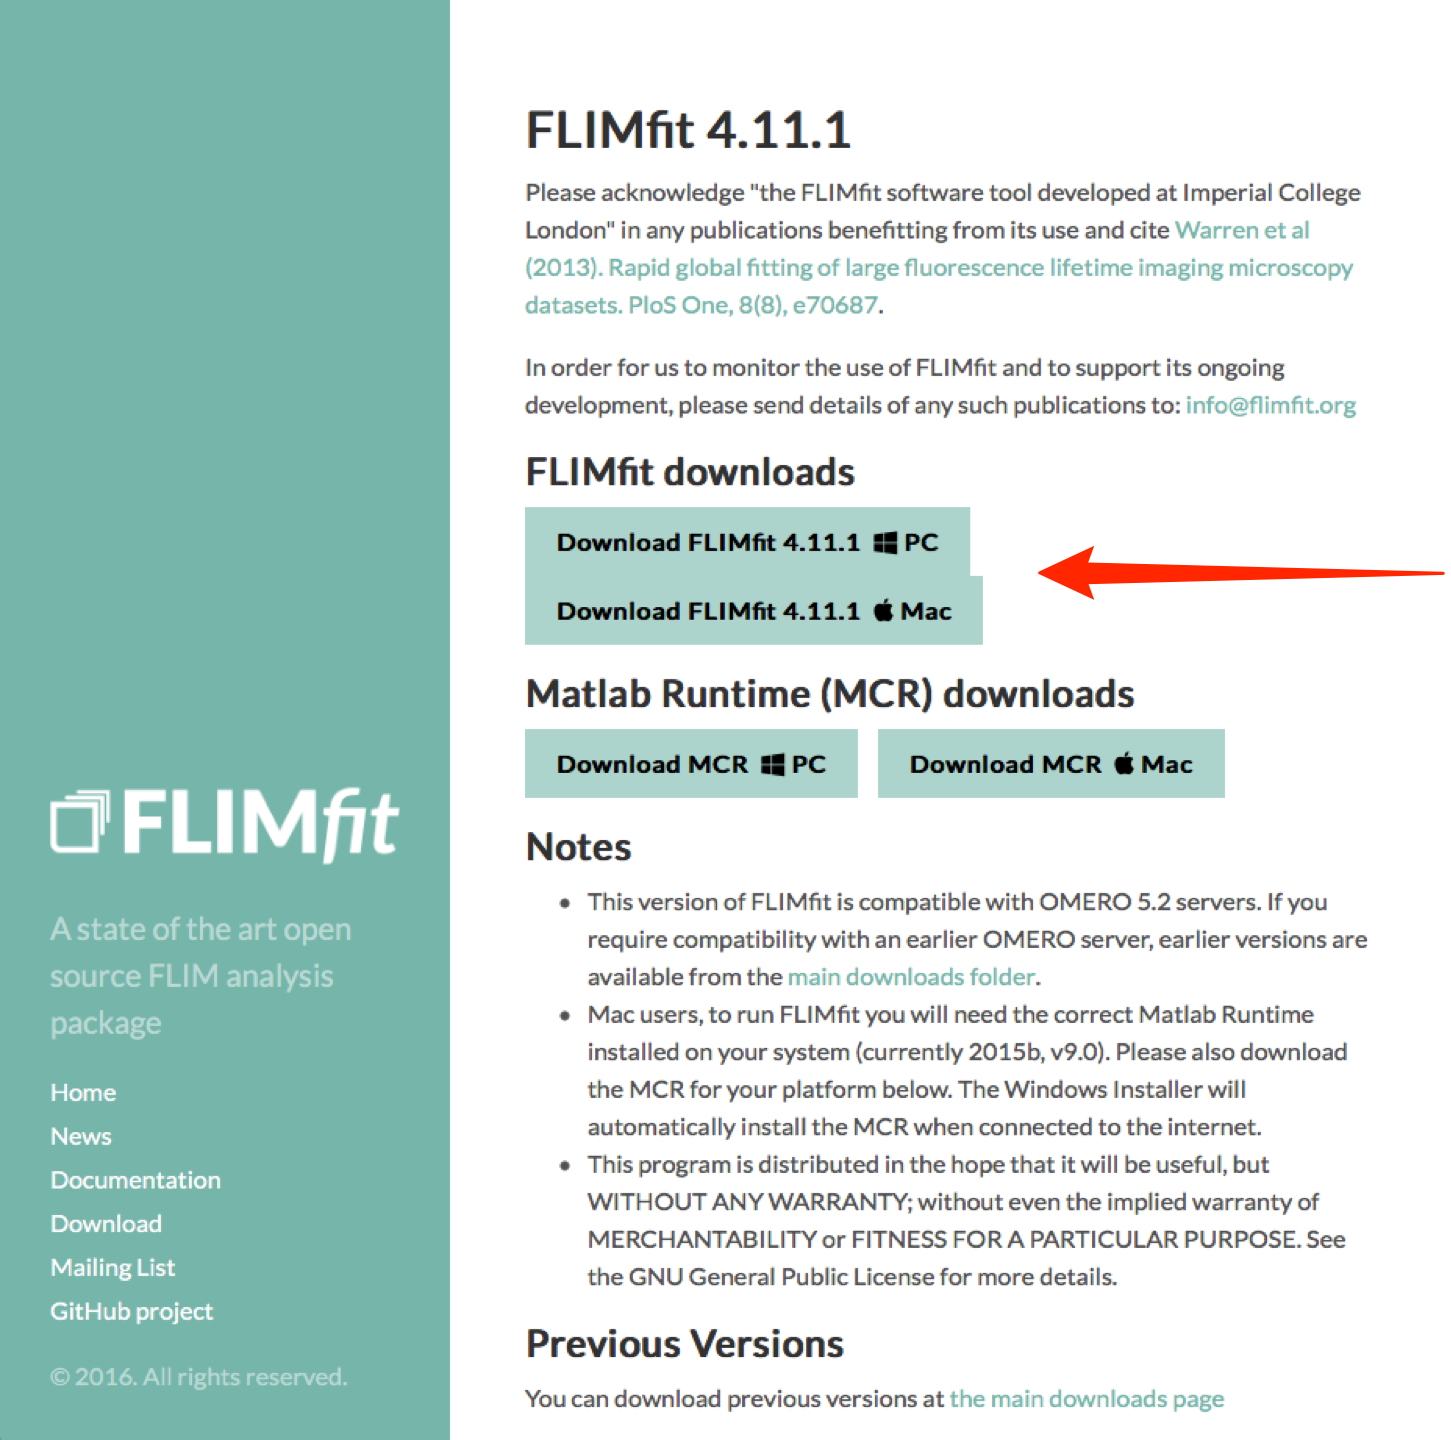 FLIMfit
A state of the art open
source FLIM analysis
package
Home
News
Documentation
Download
Mailing List
GitHub project
© 2016. All rights reserved.
FLIMfit 4.11.1
Please acknowledge "the FLIMfit software tool developed at Imperial College
London" in any publications benefitting from its use and cite Warren et al
(2013). Rapid global fitting of large fluorescence lifetime imaging microscopy
datasets. PloS One, 8(8), e70687.
In order for us to monitor the use of FLIMfit and to support its ongoing
development, please send details of any such publications to: info@flimfit.org
FLIMfit downloads
Download FLIMfit 4.11.1 PC
Download FLIMfit 4.11.1 Mac
Matlab Runtime (MCR) downloads
Download MCR PC Download MCR Mac
Notes
This version of FLIMfit is compatible with OMERO 5.2 servers. If you
require compatibility with an earlier OMERO server, earlier versions are
available from the main downloads folder.
Mac users, to run FLIMfit you will need the correct Matlab Runtime
installed on your system (currently 2015b, v9.0). Please also download
the MCR for your platform below. The Windows Installer will
automatically install the MCR when connected to the internet.
This program is distributed in the hope that it will be useful, but
WITHOUT ANY WARRANTY; without even the implied warranty of
MERCHANTABILITY or FITNESS FOR A PARTICULAR PURPOSE. See
the GNU General Public License for more details.
Previous Versions
You can download previous versions at the main downloads page